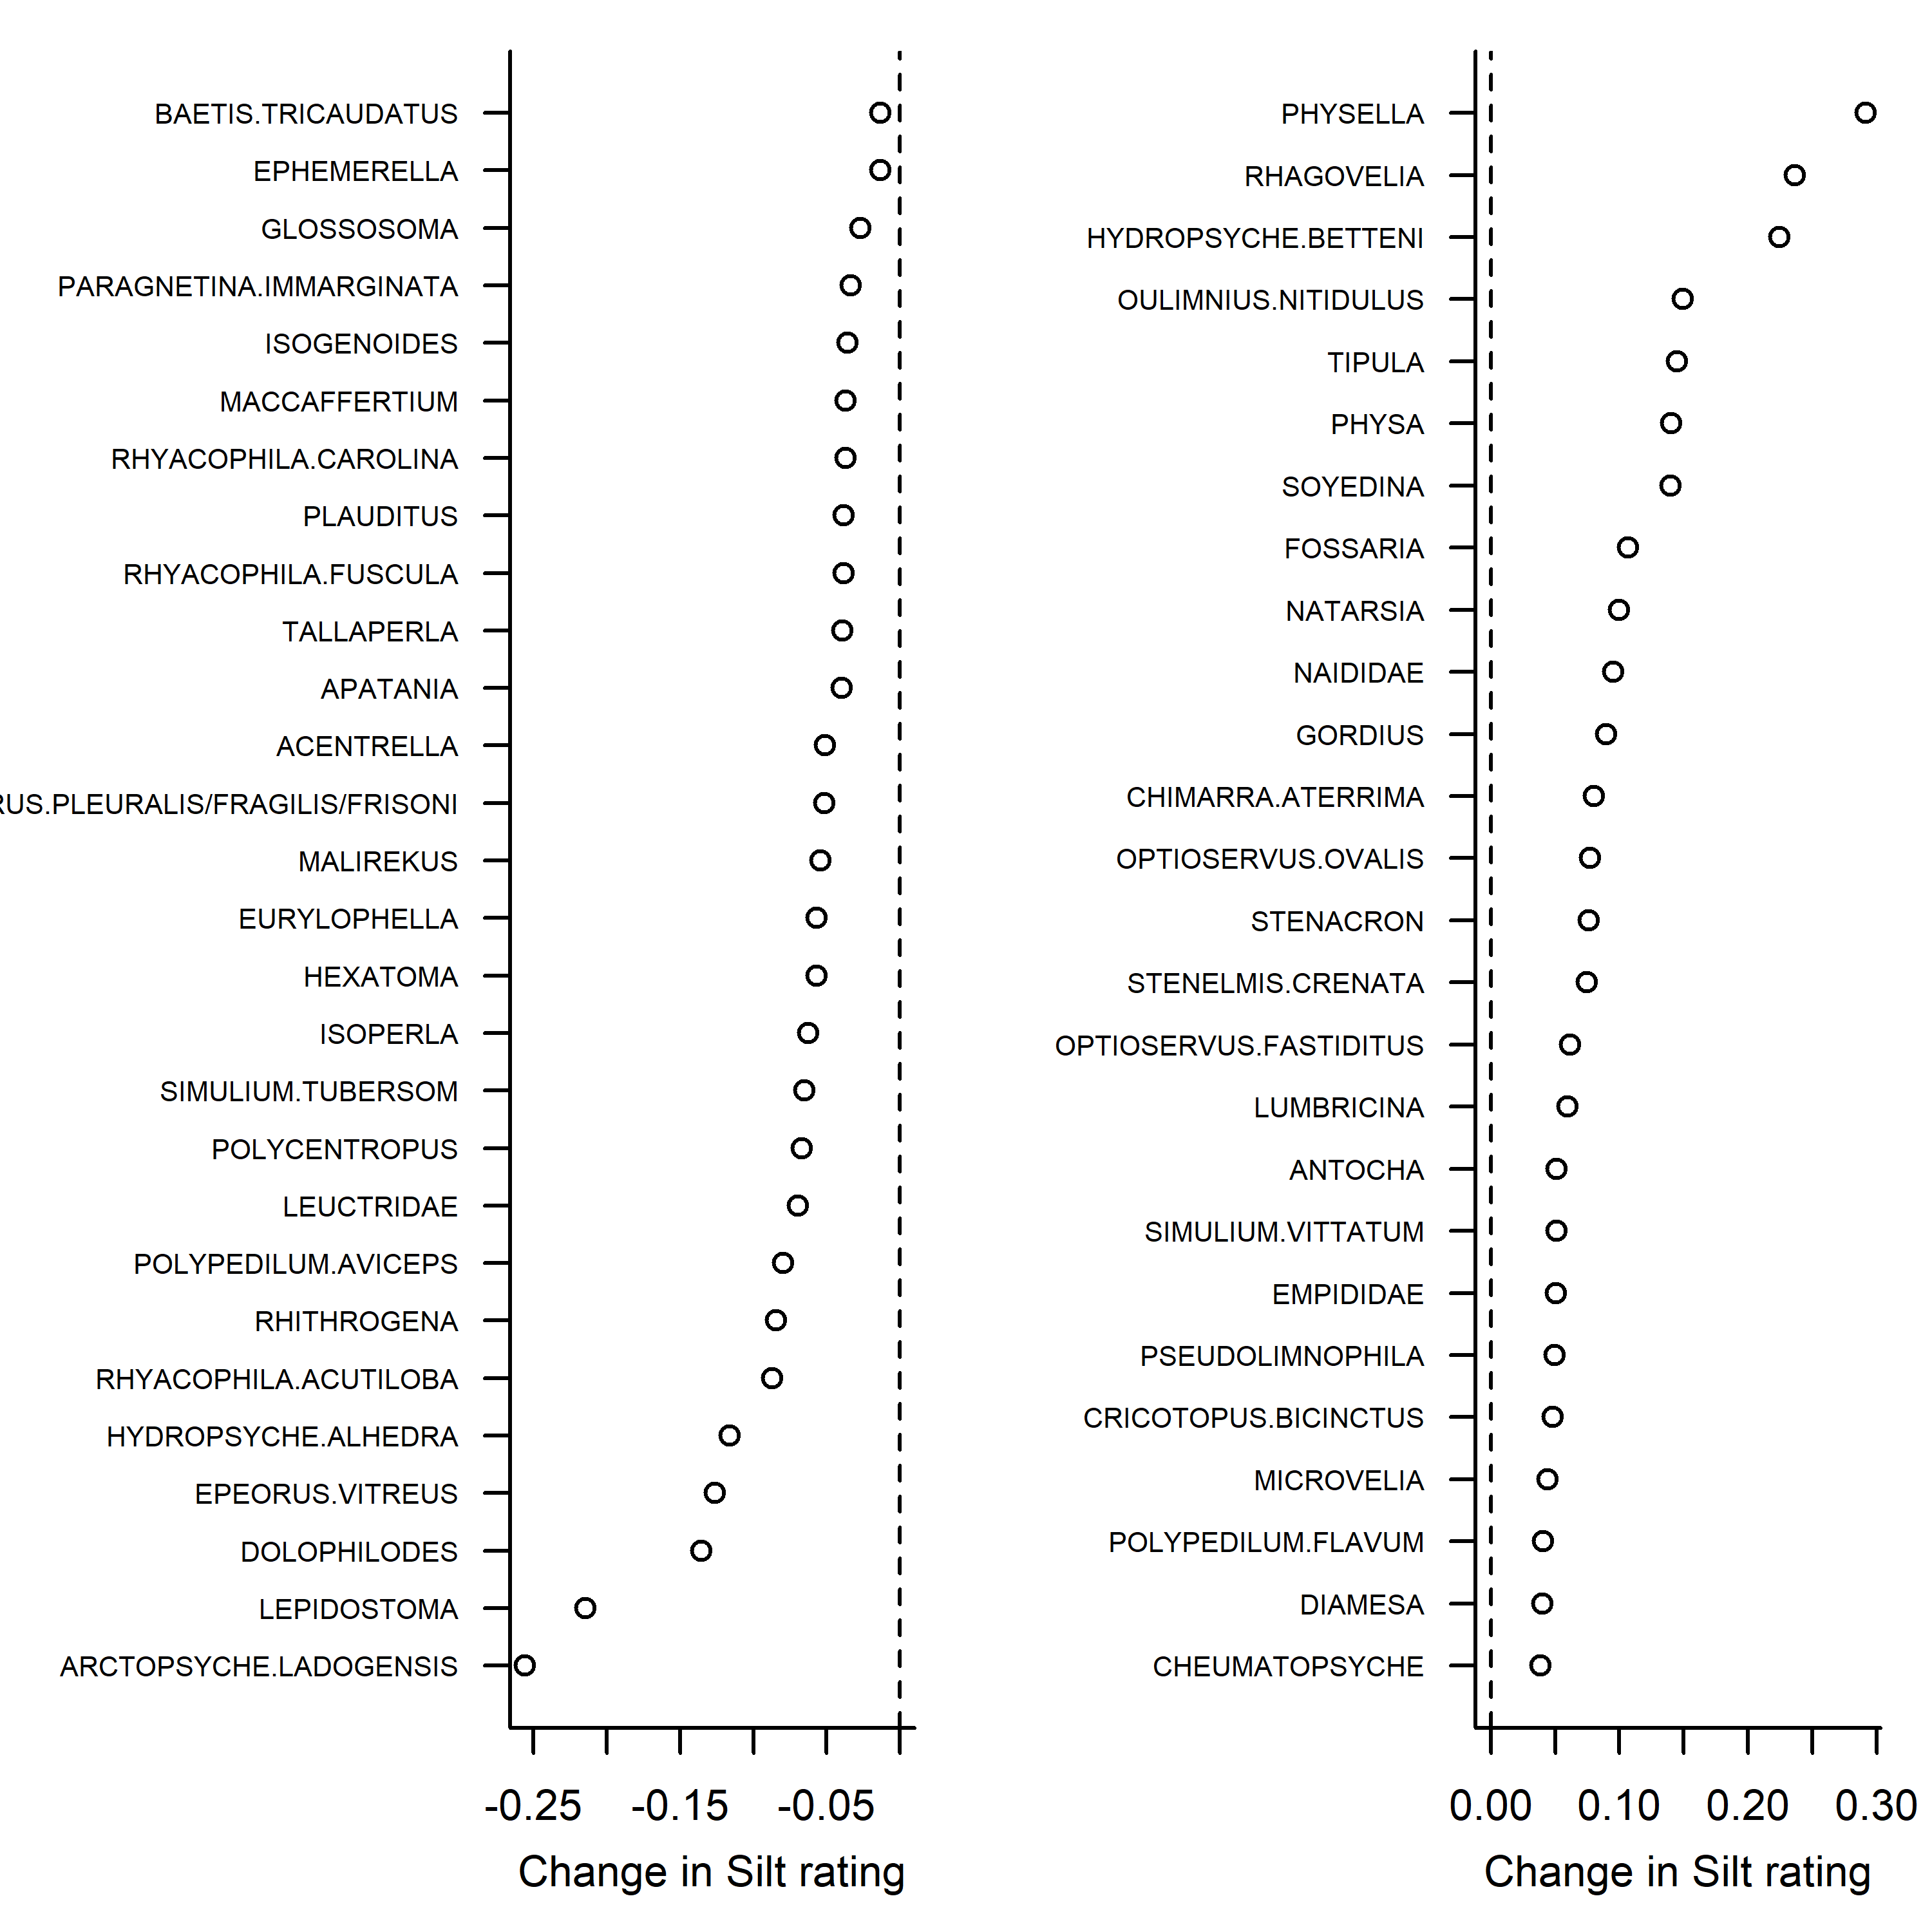 BAETIS.TRICAUDATUS
EPHEMERELLA
GLOSSOSOMA
PARAGNETINA.IMMARGINATA
ISOGENOIDES
MACCAFFERTIUM
RHYACOPHILA.CAROLINA
PLAUDITUS
RHYACOPHILA.FUSCULA
TALLAPERLA
APATANIA
ACENTRELLA
RUS.PLEURALIS/FRAGILIS/FRISONI
MALIREKUS
EURYLOPHELLA
HEXATOMA
ISOPERLA
SIMULIUM.TUBERSOM
POLYCENTROPUS
LEUCTRIDAE
POLYPEDILUM.AVICEPS
RHITHROGENA
RHYACOPHILA.ACUTILOBA
HYDROPSYCHE.ALHEDRA
EPEORUS.VITREUS
DOLOPHILODES
LEPIDOSTOMA
ARCTOPSYCHE.LADOGENSIS
-0.25 -0.15 -0.05
Change in Silt rating
PHYSELLA
RHAGOVELIA
HYDROPSYCHE.BETTENI
OULIMNIUS.NITIDULUS
TIPULA
PHYSA
SOYEDINA
FOSSARIA
NATARSIA
NAIDIDAE
GORDIUS
CHIMARRA.ATERRIMA
OPTIOSERVUS.OVALIS
STENACRON
STENELMIS.CRENATA
OPTIOSERVUS.FASTIDITUS
LUMBRICINA
ANTOCHA
SIMULIUM.VITTATUM
EMPIDIDAE
PSEUDOLIMNOPHILA
CRICOTOPUS.BICINCTUS
MICROVELIA
POLYPEDILUM.FLAVUM
DIAMESA
CHEUMATOPSYCHE
0.00 0.10 0.20 0.30
Change in Silt rating